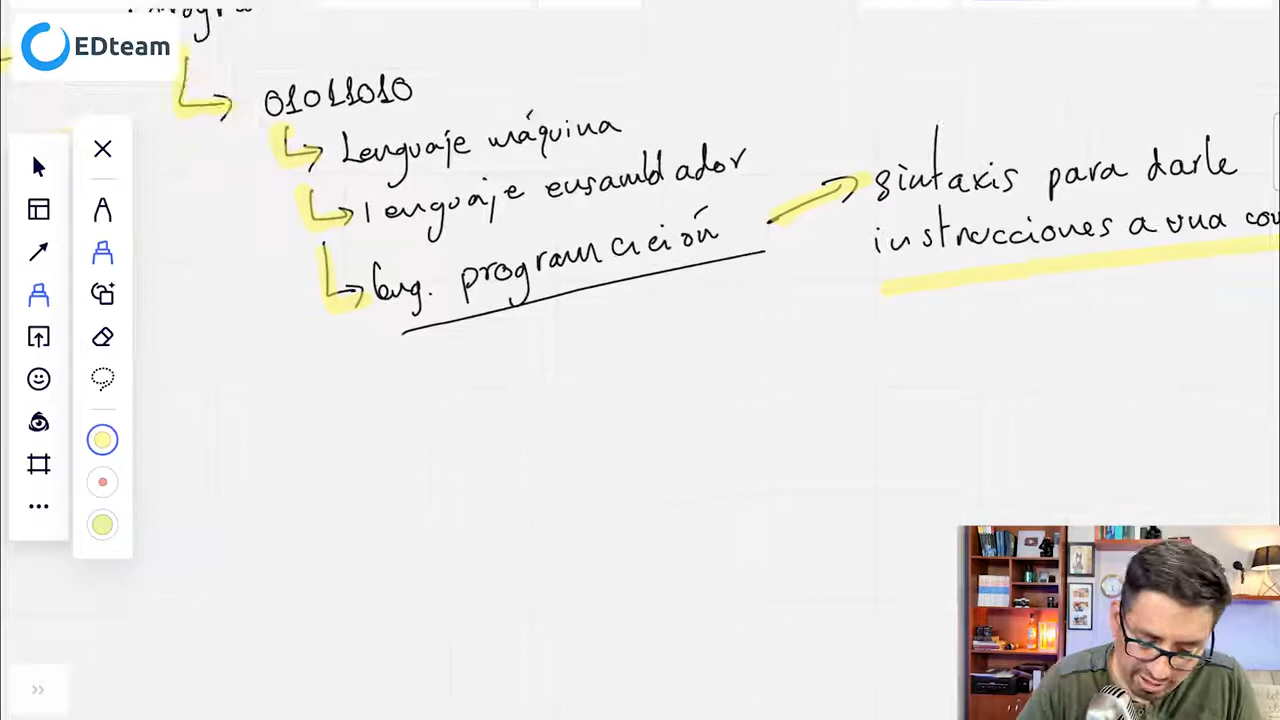 EDteam
01011010
Lenguaje máquina
lenguaje ensamblador
Leng. programación
sintaxis para darle
instrucciones a una